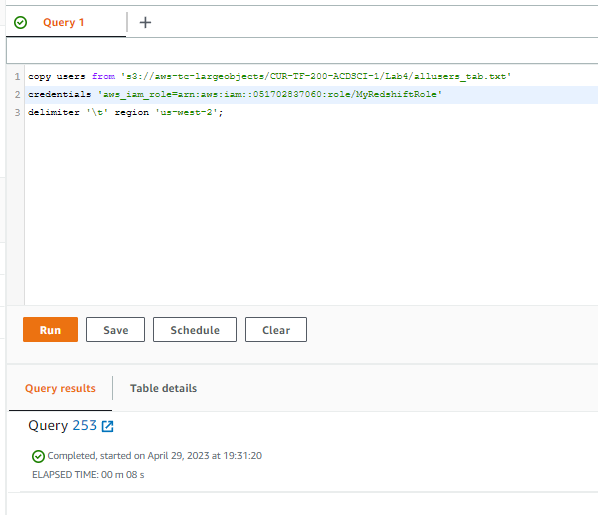 Query 1
+
1 copy users from 's3://aws-tc-largeobjects/CUR-TF-200-ACDSCI-1/Lab4/allusers_tab.txt'
2 credentials 'aws_iam_role=arn:aws:iam::051702837060:role/MyRedshiftRole'
3 delimiter '\t' region 'us-west-2';
Run Save Schedule Clear
Query results Table details
Query 253
Completed, started on April 29, 2023 at 19:31:20
ELAPSED TIME: 00 m 08 s